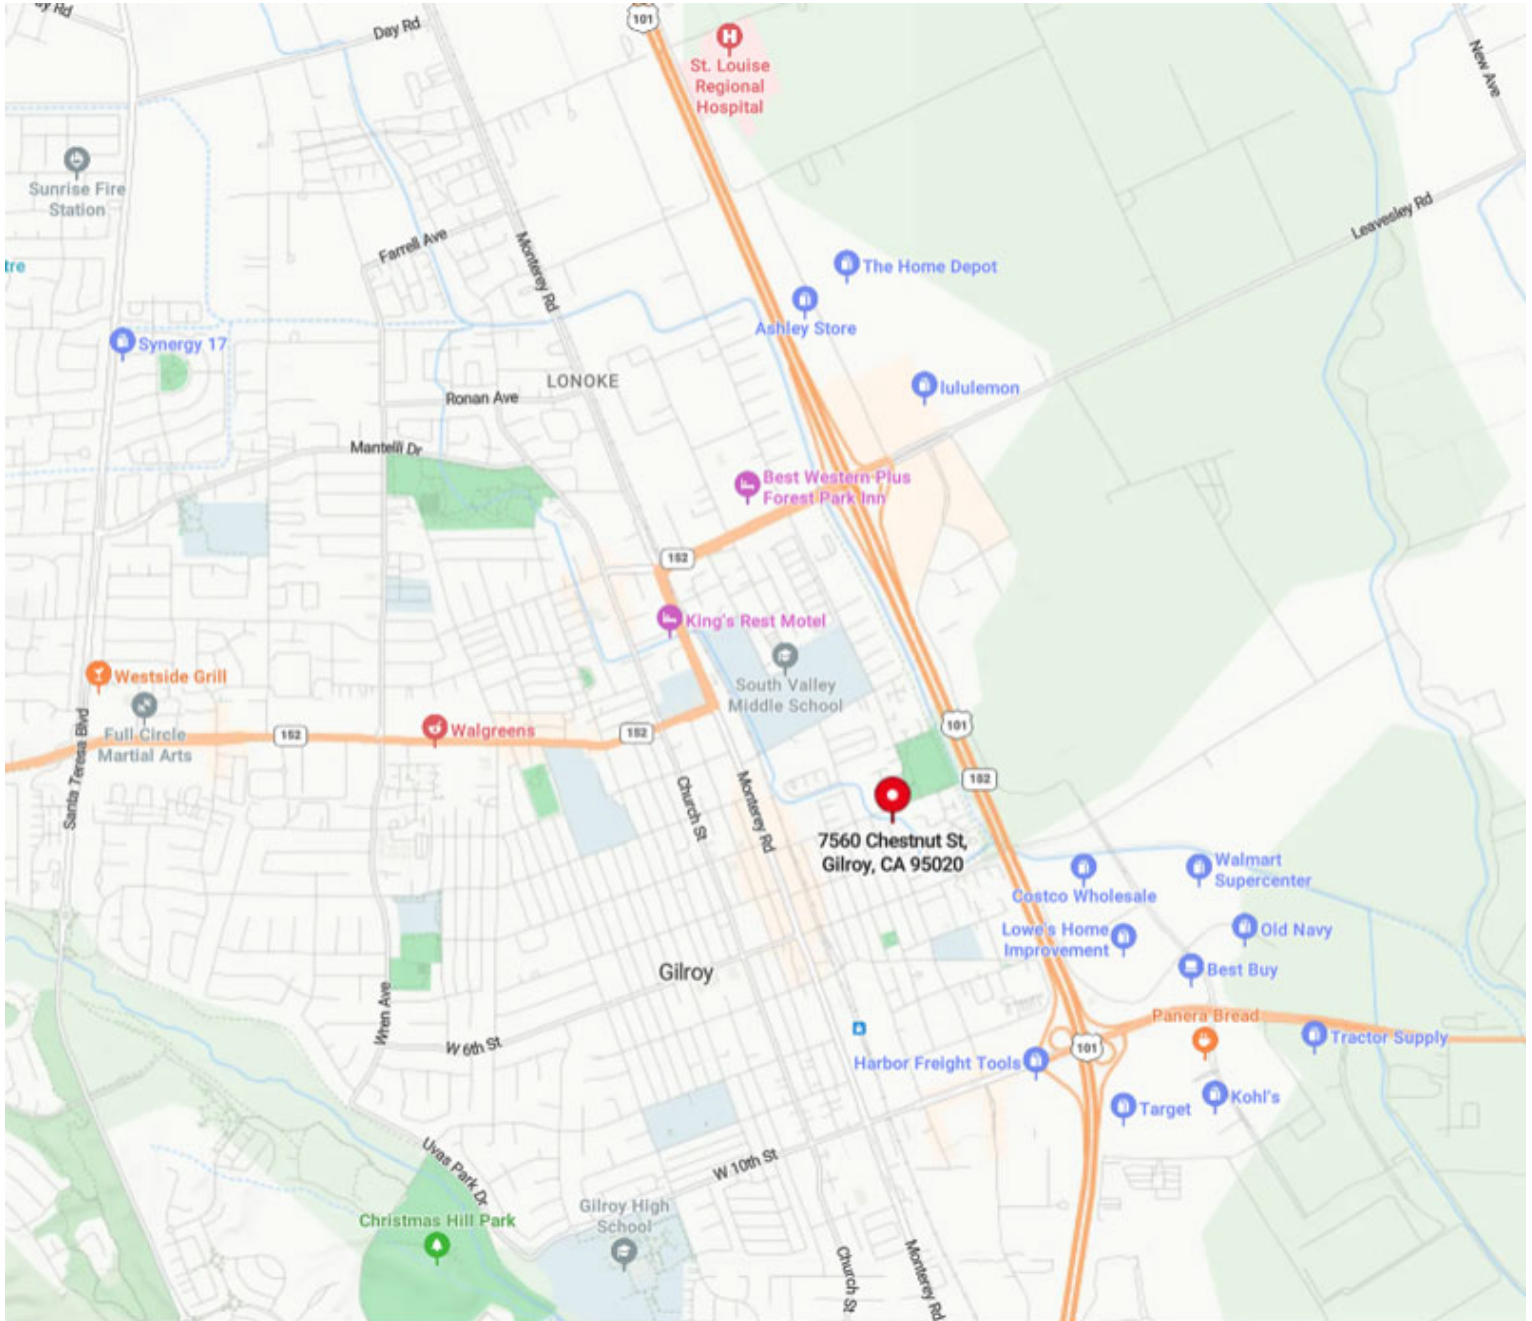 ay Rd
Day Rd
101
St. Louise
Regional
Hospital
New Ave
Sunrise Fire
Station
Leavesley Rd
Farrell Ave
Monterey Rd
tre
The Home Depot
Ashley Store
Synergy 17
LONOKE
lululemon
Ronan Ave
Mantelli Dr
Best Western Plus
Forest Park Inn
152
King's Rest Motel
Westside Grill
South Valley
Middle School
Full Circle
Martial Arts
Santa Teresa Blvd
152
Walgreens
152
101
152
Church St
Monterey Rd
7560 Chestnut St,
Gilroy, CA 95020
Costco Wholesale
Walmart
Supercenter
Lowe's Home
Improvement
Old Navy
Best Buy
Gilroy
Wren Ave
W 6th St
Panera Bread
Tractor Supply
101
Harbor Freight Tools
Target
Kohl's
Uvas Park Dr
W 10th St
Christmas Hill Park
Gilroy High
School
Church St
Monterey Rd